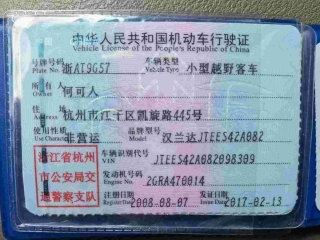 中华人民共和国机动车行驶证
Vehicle License of the People's Republic of China
号牌号码 浙A19G57 车辆类型 小型越野客车
Plate No. Vehicle Type
所有人 何可人
Owner
住址 杭州市江干区凯旋路445号
Address
使用性质 非营运 品牌型号 汉兰达JTEES42A082
Use Character Model
浙江省杭州市公安局交通警察支队
车辆识别代号 JTEES42A082098309
VIN
发动机号码 2GRA470014
Engine No.
注册日期 2008-08-07 发证日期 2017-02-13
Register Date Issue Date